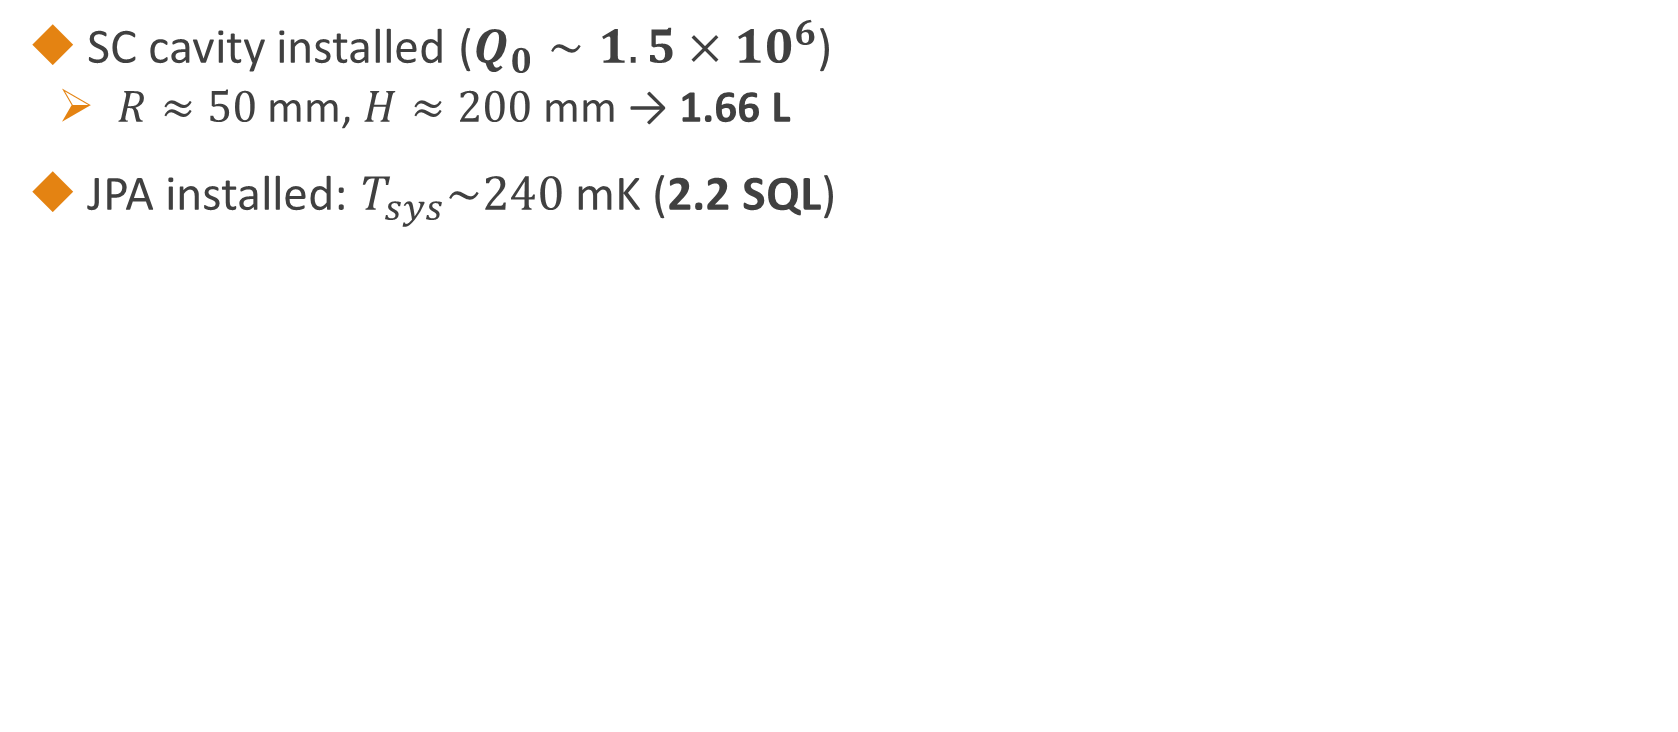 ◆ SC cavity installed (Q₀ ~ 1.5 × 10⁶)
➢ R ≈ 50 mm, H ≈ 200 mm → 1.66 L
◆ JPA installed: T_sys~240 mK (2.2 SQL)